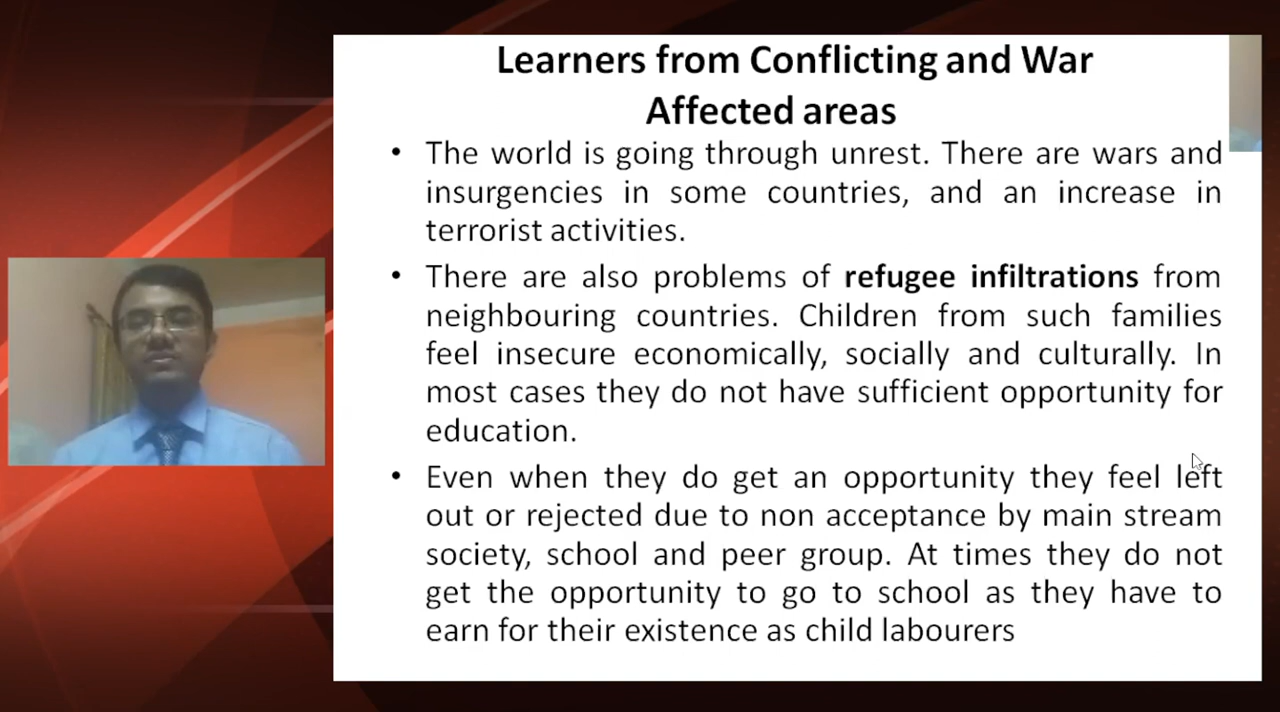 Learners from Conflicting and War
Affected areas
• The world is going through unrest. There are wars and
insurgencies in some countries, and an increase in
terrorist activities.
• There are also problems of refugee infiltrations from
neighbouring countries. Children from such families
feel insecure economically, socially and culturally. In
most cases they do not have sufficient opportunity for
education.
• Even when they do get an opportunity they feel left
out or rejected due to non acceptance by main stream
society, school and peer group. At times they do not
get the opportunity to go to school as they have to
earn for their existence as child labourers